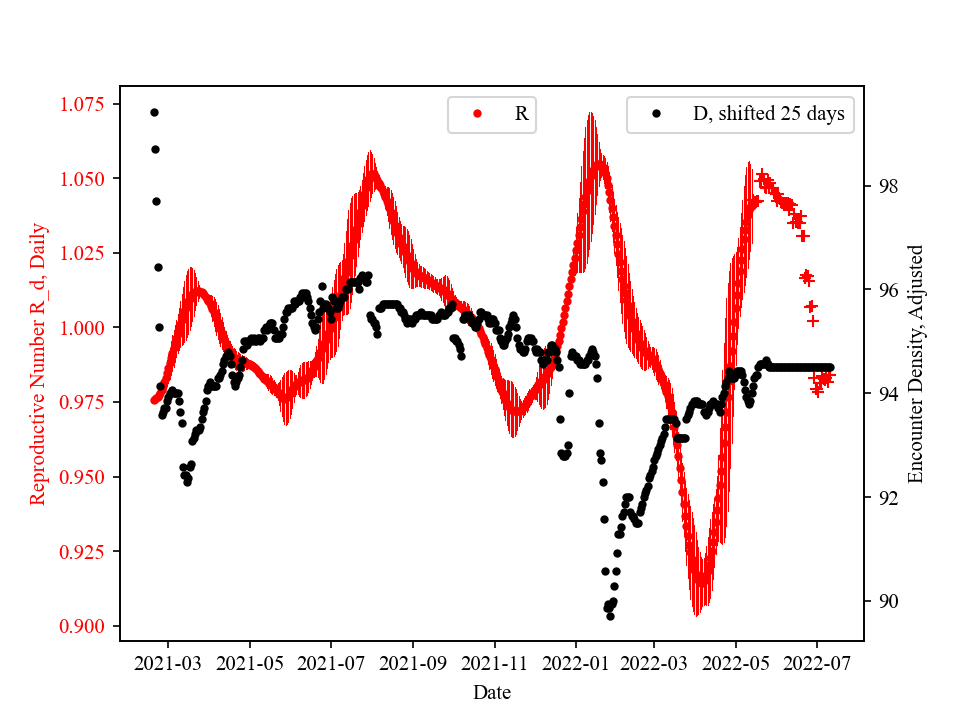 R
D, shifted 25 days
1.075
1.050
1.025
1.000
0.975
0.950
0.925
0.900
Reproductive Number R_d, Daily
98
96
94
92
90
Encounter Density, Adjusted
2021-03 2021-05 2021-07 2021-09 2021-11 2022-01 2022-03 2022-05 2022-07
Date